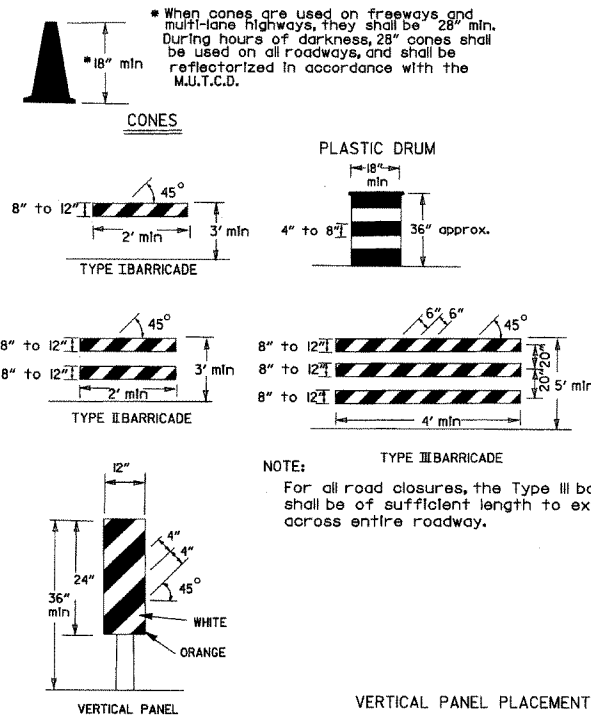 * When cones are used on freeways and
multi-lane highways, they shall be 28" min.
During hours of darkness, 28" cones shall
be used on all roadways, and shall be
reflectorized in accordance with the
M.U.T.C.D.
*18" min
CONES
PLASTIC DRUM
18"
min
4" to 8"
36" approx.
45°
8" to 12"
2' min
3' min
TYPE I BARRICADE
45°
8" to 12"
8" to 12"
2' min
3' min
TYPE II BARRICADE
6" 6"
45°
8" to 12"
8" to 12"
8" to 12"
20"
20"
5' min
4' min
TYPE III BARRICADE
NOTE:
For all road closures, the Type III
shall be of sufficient length to
across entire roadway.
12"
4"
4"
45°
24"
36"
min
WHITE
ORANGE
VERTICAL PANEL
VERTICAL PANEL PLACEMENT